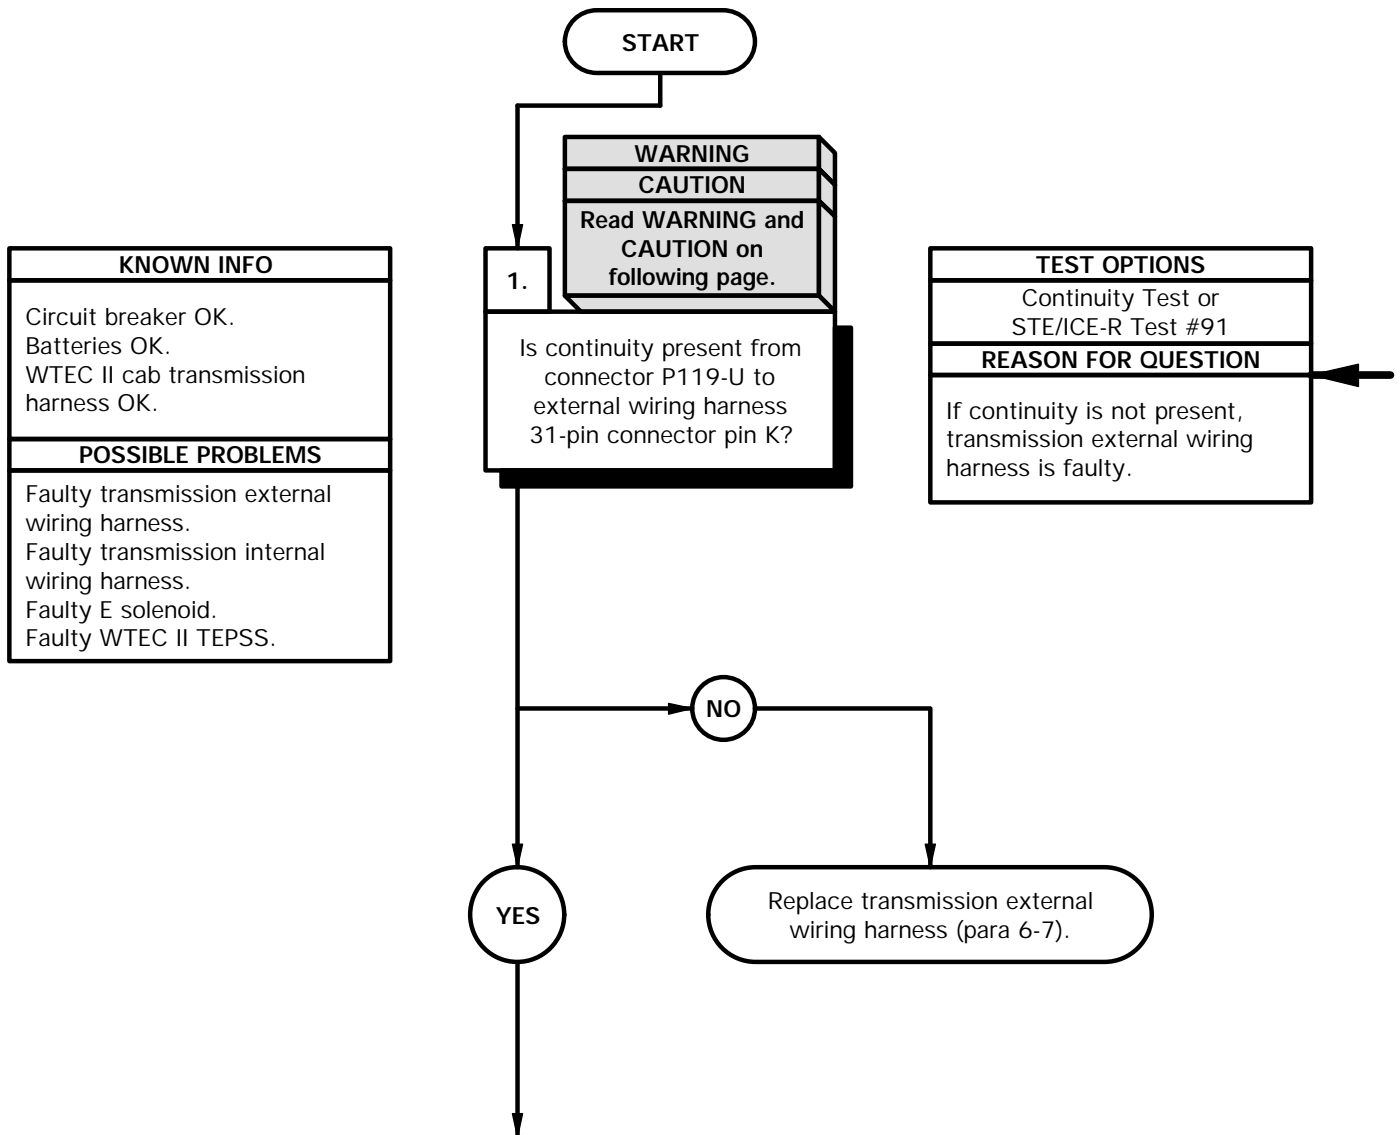 START
WARNING
CAUTION
Read WARNING and
CAUTION on
following page.
KNOWN INFO
Circuit breaker OK.
Batteries OK.
WTEC II cab transmission
harness OK.
POSSIBLE PROBLEMS
Faulty transmission external
wiring harness.
Faulty transmission internal
wiring harness.
Faulty E solenoid.
Faulty WTEC II TEPSS.
1.
Is continuity present from
connector P119-U to
external wiring harness
31-pin connector pin K?
TEST OPTIONS
Continuity Test or
STE/ICE-R Test #91
REASON FOR QUESTION
If continuity is not present,
transmission external wiring
harness is faulty.
NO
YES
Replace transmission external
wiring harness (para 6-7).